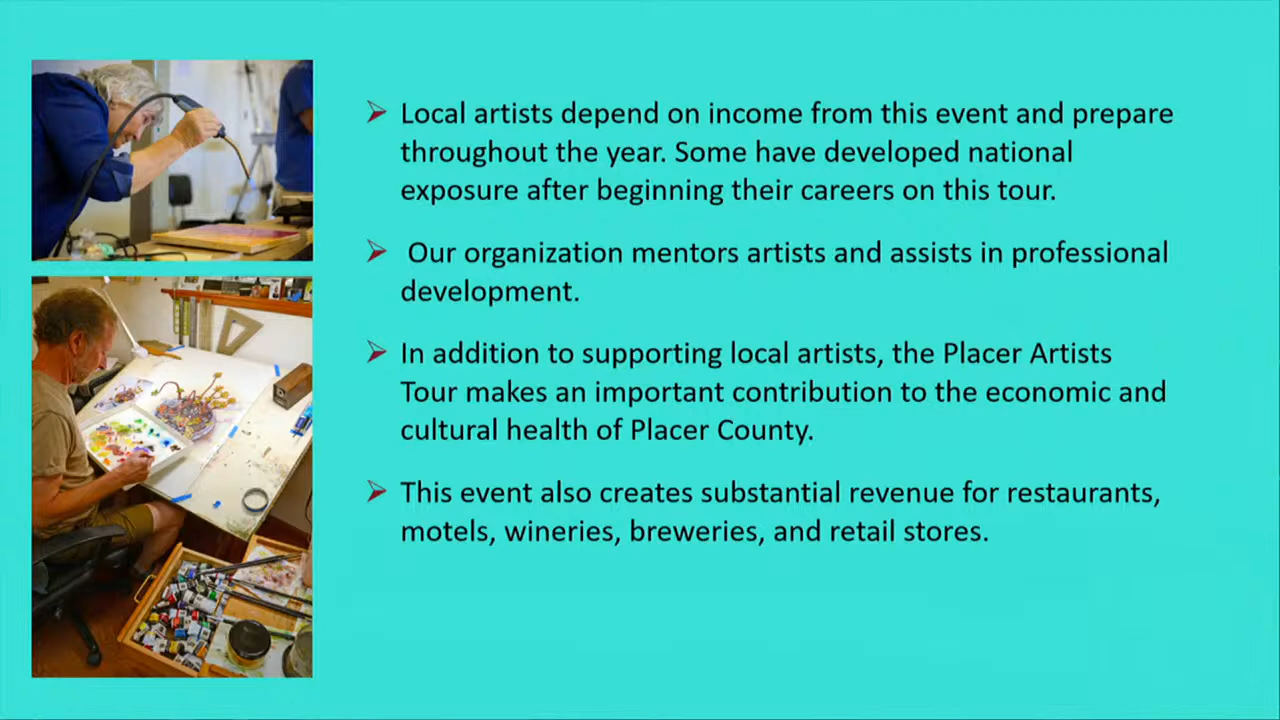 Local artists depend on income from this event and prepare
throughout the year. Some have developed national
exposure after beginning their careers on this tour.
Our organization mentors artists and assists in professional
development.
In addition to supporting local artists, the Placer Artists
Tour makes an important contribution to the economic and
cultural health of Placer County.
This event also creates substantial revenue for restaurants,
motels, wineries, breweries, and retail stores.